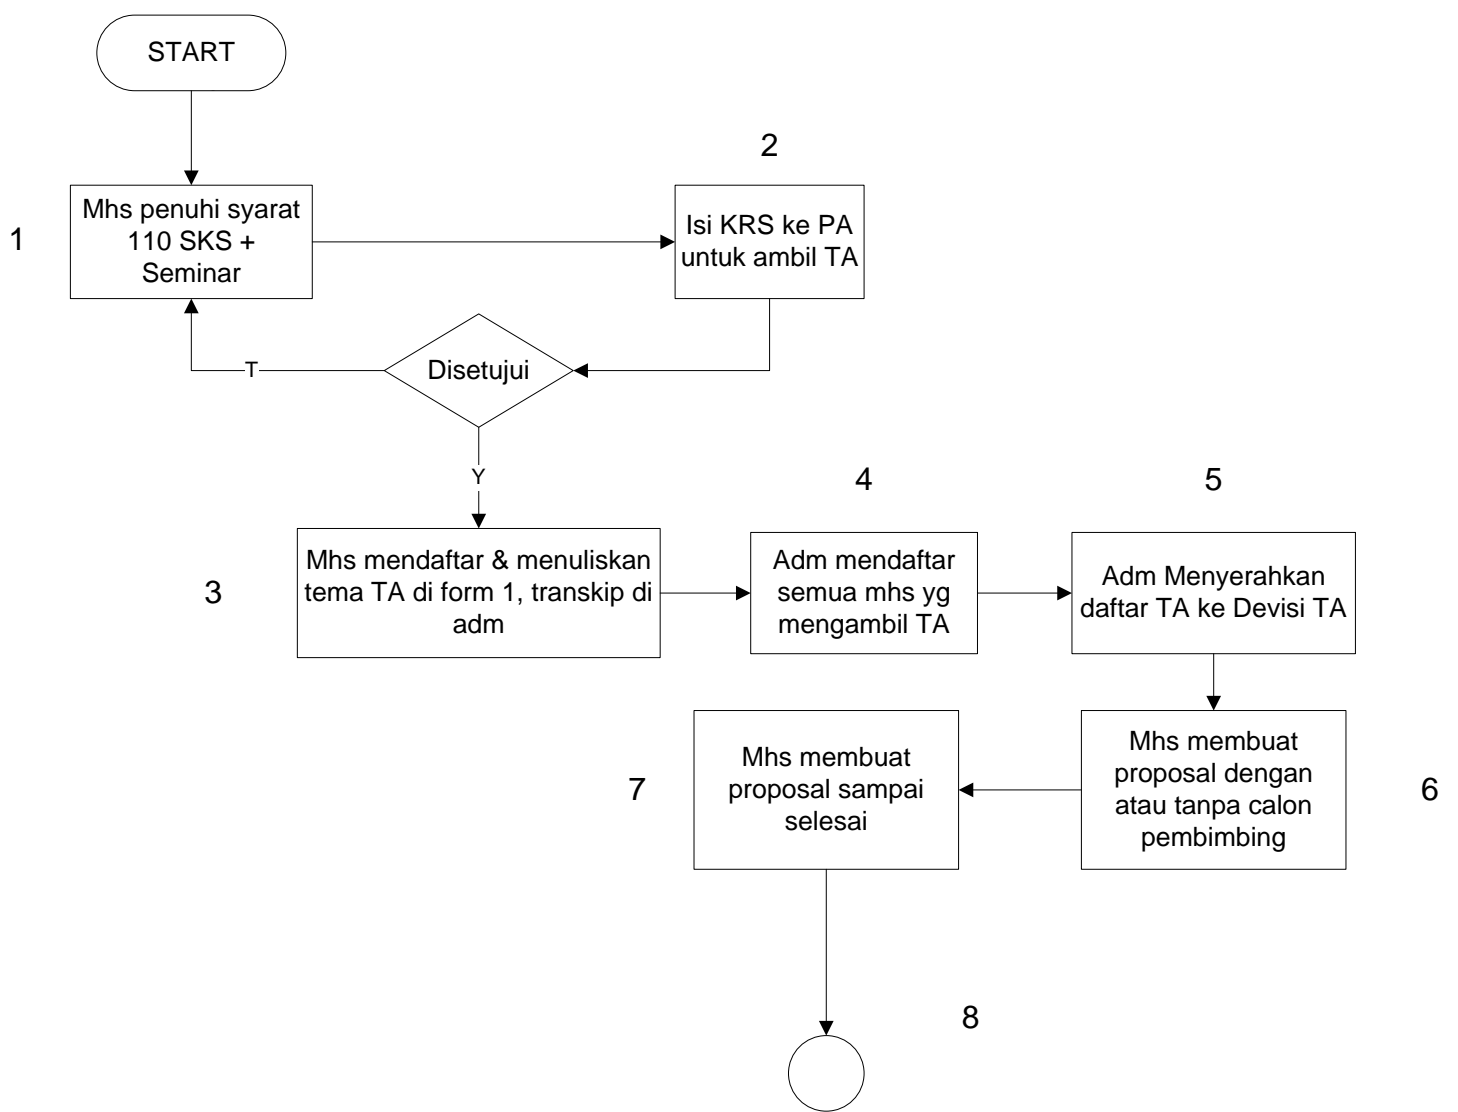 START
2
1
Mhs penuhi syarat
110 SKS +
Seminar
Isi KRS ke PA
untuk ambil TA
T
Disetujui
Y
4
5
3
Mhs mendaftar & menuliskan
tema TA di form 1, transkip di
adm
Adm mendaftar
semua mhs yg
mengambil TA
Adm Menyerahkan
daftar TA ke Devisi TA
7
Mhs membuat
proposal sampai
selesai
Mhs membuat
proposal dengan
atau tanpa calon
pembimbing
6
8